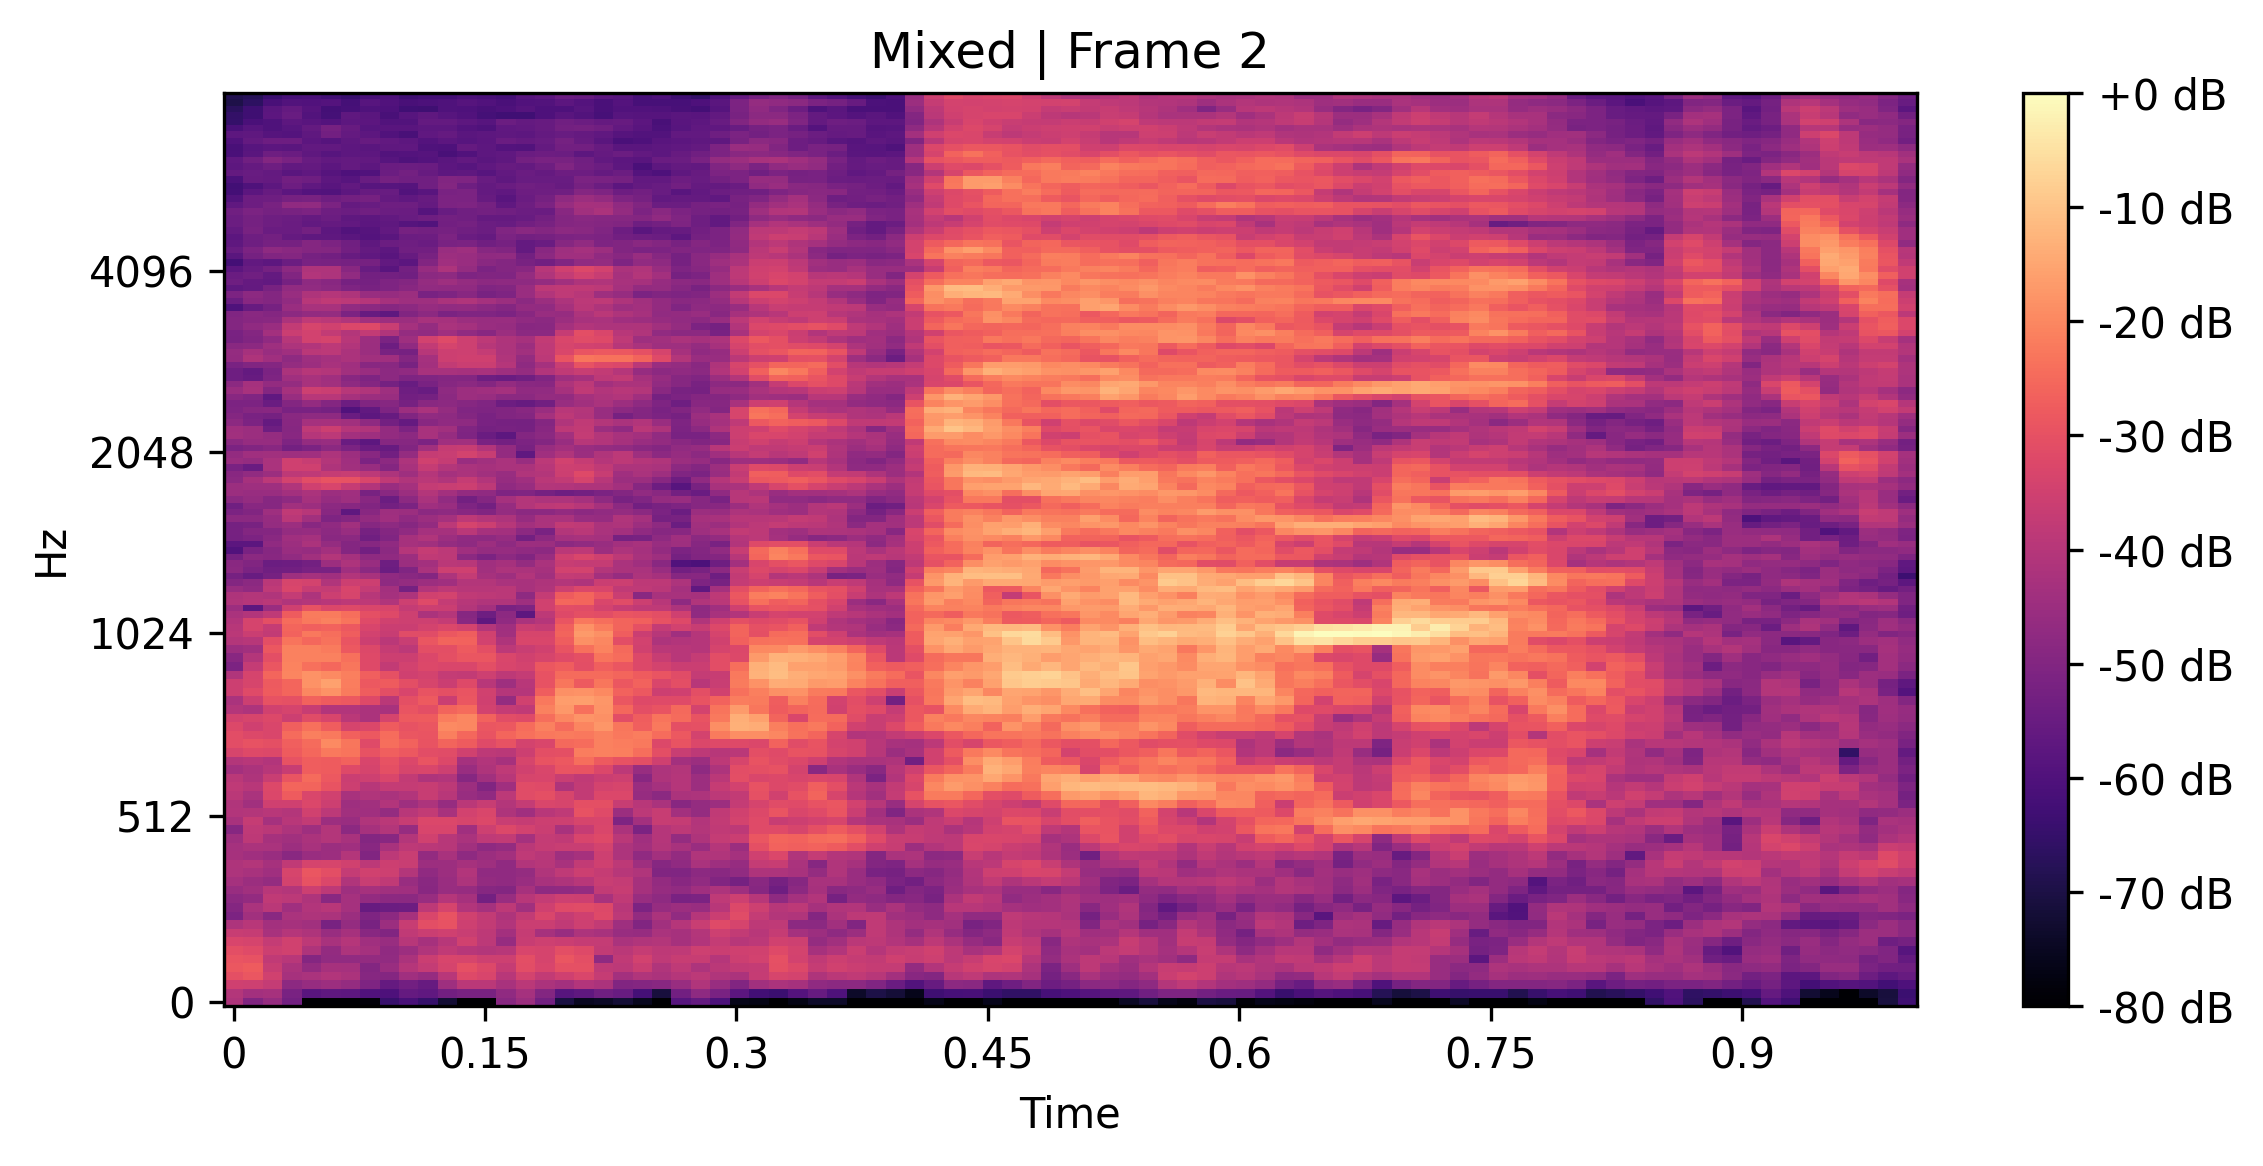 Mixed | Frame 2
+0 dB
-10 dB
-20 dB
-30 dB
-40 dB
-50 dB
-60 dB
-70 dB
-80 dB
Hz
4096
2048
1024
512
0
0 0.15 0.3 0.45 0.6 0.75 0.9
Time